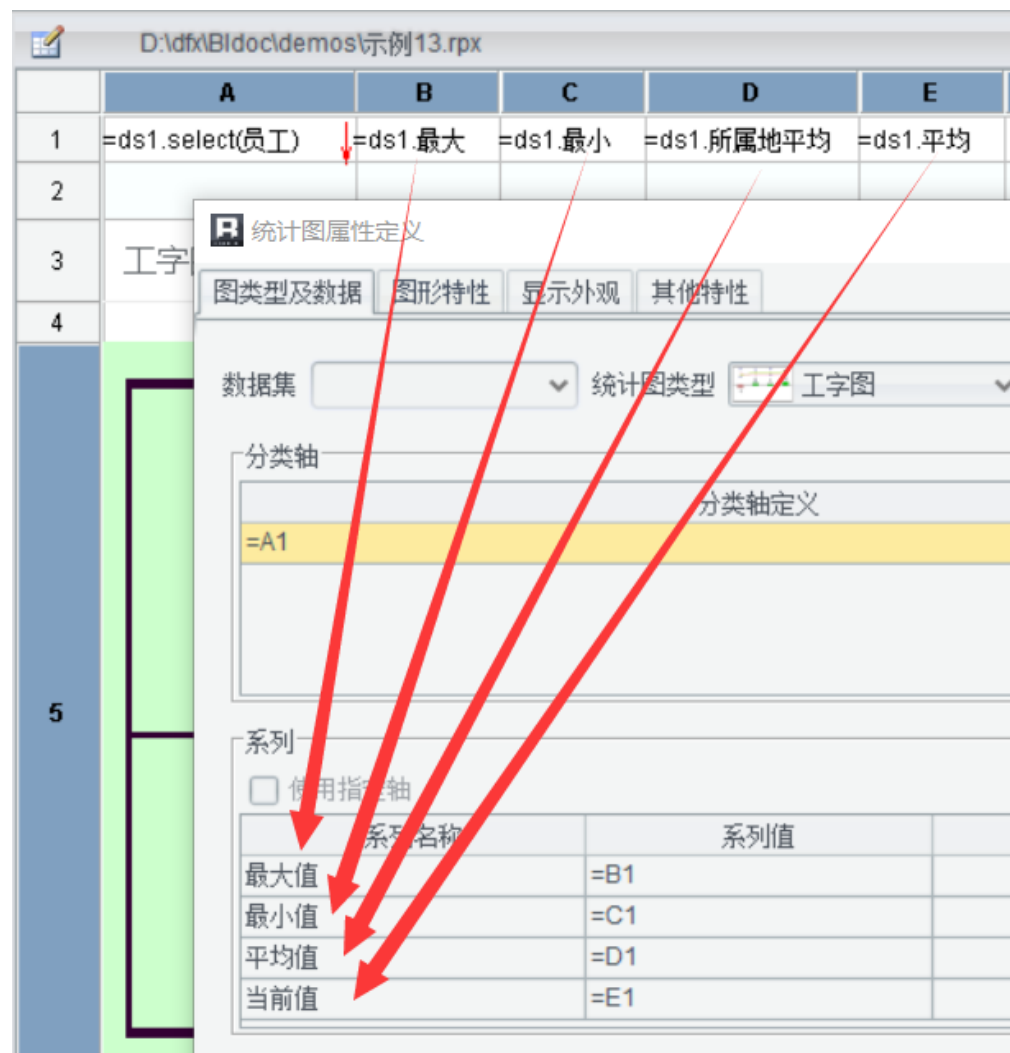 D:\dfx\BIdoc\demos\示例13.rpx
A B C D E
1 =ds1.select(员工) =ds1.最大 =ds1.最小 =ds1.所属地平均 =ds1.平均
2
统计图属性定义
3 工字
图类型及数据 图形特性 显示外观 其他特性
4
数据集 统计图类型 工字图
分类轴
分类轴定义
=A1
5
系列
使用指定轴
系列名称 系列值
最大值 =B1
最小值 =C1
平均值 =D1
当前值 =E1